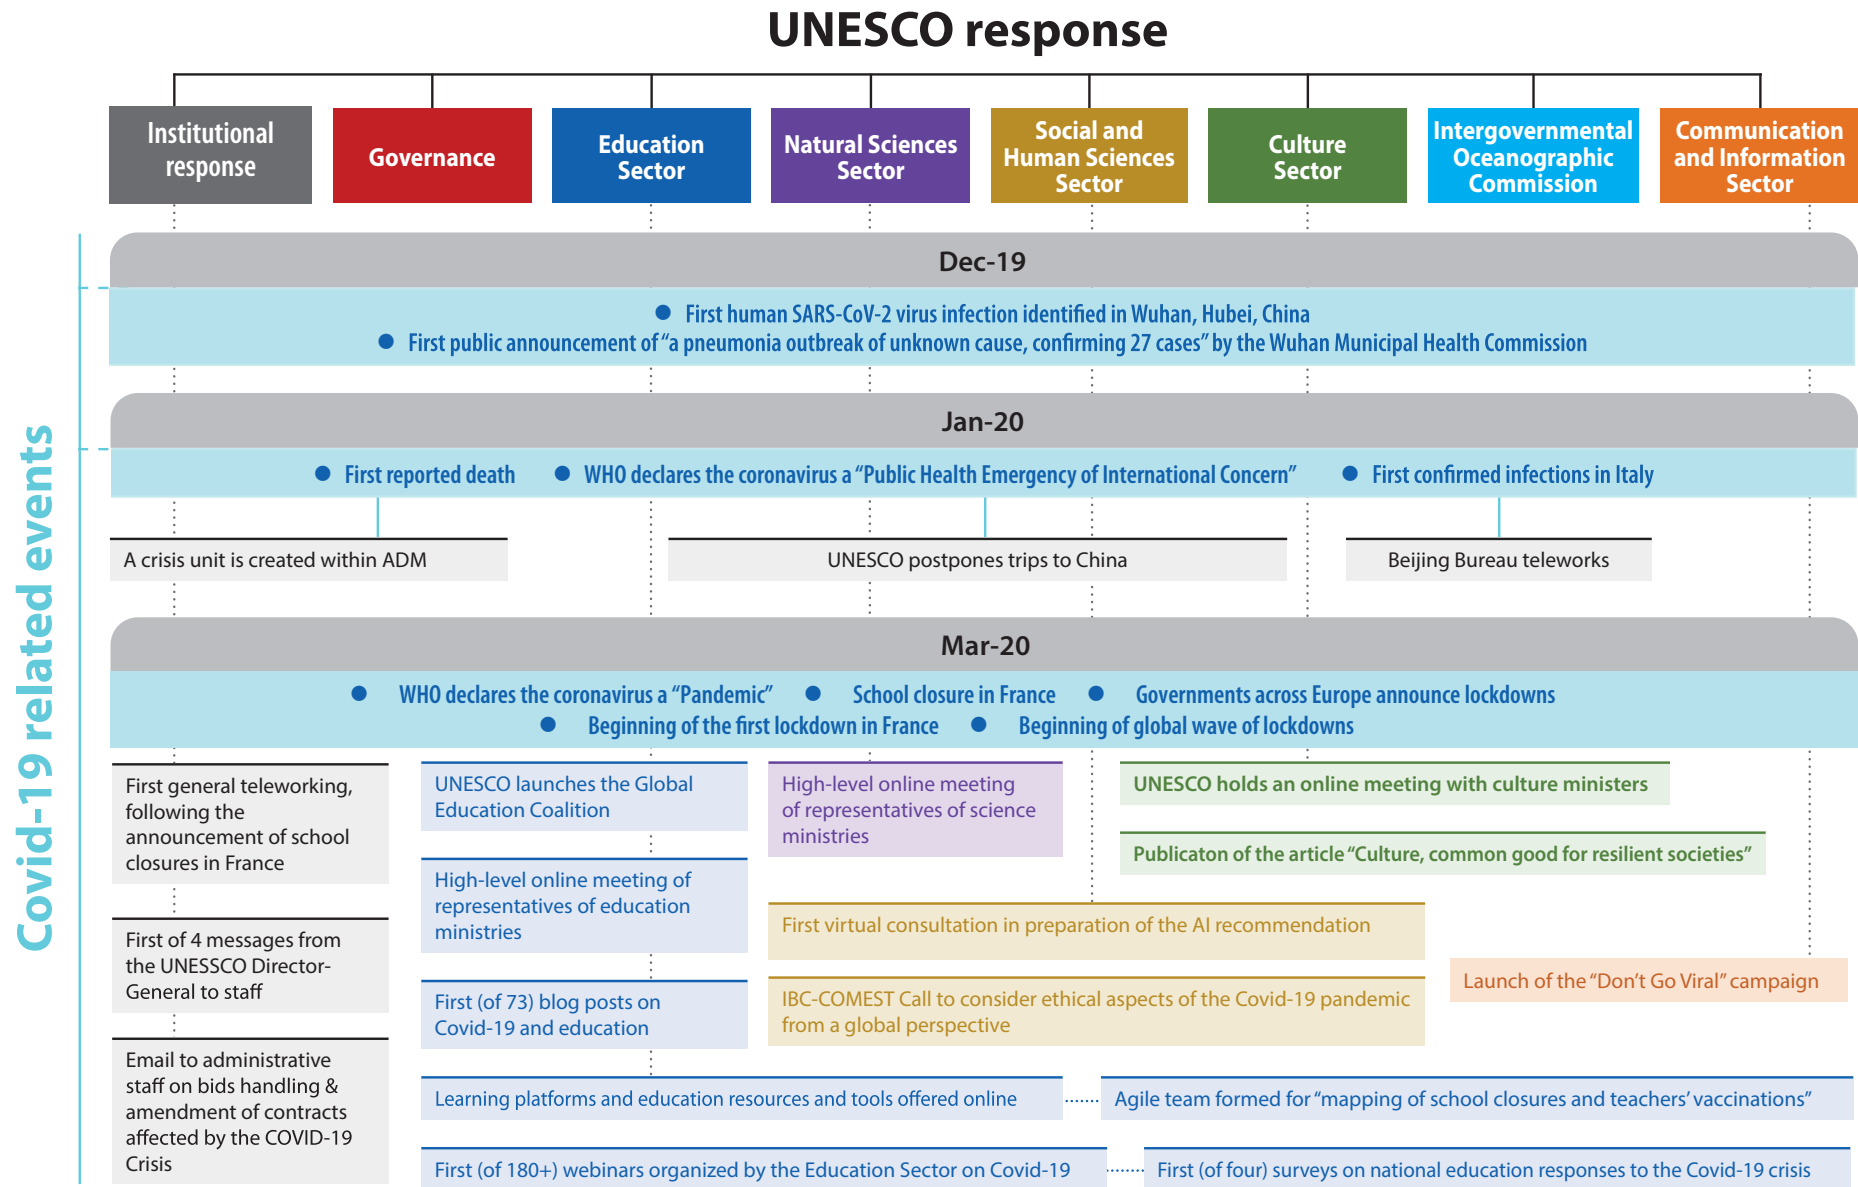 UNESCO response
Institutional
response
Governance
Education
Sector
Natural Sciences
Sector
Social and
Human Sciences
Sector
Culture
Sector
Intergovernmental
Oceanographic
Commission
Communication
and Information
Sector
Covid-19 related events
Dec-19
● First human SARS-CoV-2 virus infection identified in Wuhan, Hubei, China
● First public announcement of “a pneumonia outbreak of unknown cause, confirming 27 cases” by the Wuhan Municipal Health Commission
Jan-20
● First reported death ● WHO declares the coronavirus a “Public Health Emergency of International Concern” ● First confirmed infections in Italy
A crisis unit is created within ADM
UNESCO postpones trips to China
Beijing Bureau teleworks
Mar-20
● WHO declares the coronavirus a “Pandemic” ● School closure in France ● Governments across Europe announce lockdowns
● Beginning of the first lockdown in France ● Beginning of global wave of lockdowns
First general teleworking,
following the
announcement of school
closures in France
First of 4 messages from
the UNESSCO Director-
General to staff
Email to administrative
staff on bids handling &
amendment of contracts
affected by the COVID-19
Crisis
UNESCO launches the Global
Education Coalition
High-level online meeting of
representatives of education
ministries
First (of 73) blog posts on
Covid-19 and education
High-level online meeting
of representatives of science
ministries
UNESCO holds an online meeting with culture ministers
Publicaton of the article “Culture, common good for resilient societies”
First virtual consultation in preparation of the AI recommendation
IBC-COMEST Call to consider ethical aspects of the Covid-19 pandemic
from a global perspective
Launch of the “Don’t Go Viral” campaign
Learning platforms and education resources and tools offered online
Agile team formed for “mapping of school closures and teachers’ vaccinations”
First (of 180+) webinars organized by the Education Sector on Covid-19
First (of four) surveys on national education responses to the Covid-19 crisis